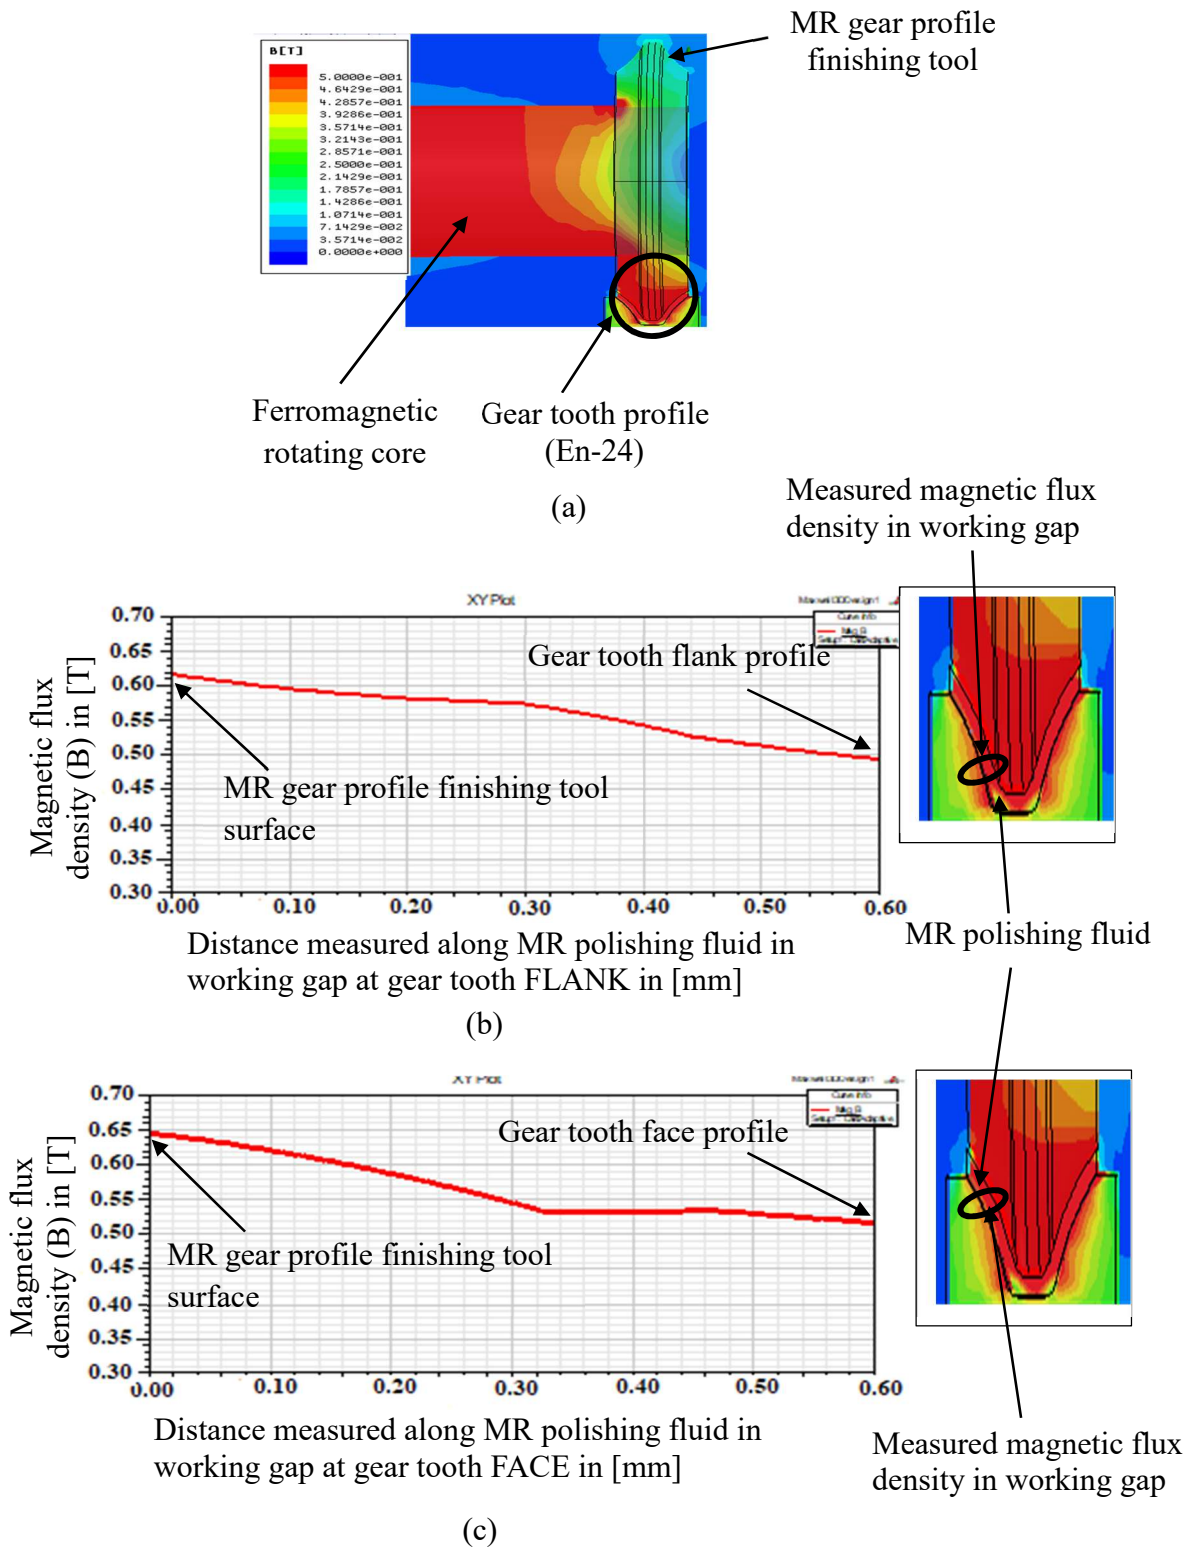 MR gear profile
finishing tool
B[T]
5.0000e-001
4.6429e-001
4.2857e-001
3.9286e-001
3.5714e-001
3.2143e-001
2.8571e-001
2.5000e-001
2.1429e-001
1.7857e-001
1.4286e-001
1.0714e-001
7.1429e-002
3.5714e-002
0.0000e+000
Ferromagnetic
rotating core
Gear tooth profile
(En-24)
(a)
Measured magnetic flux
density in working gap
XY Plot
Curve Info
Mag_B
Magnetic flux
density (B) in [T]
0.70
0.65
0.60
0.55
0.50
0.45
0.40
0.35
0.30
Gear tooth flank profile
MR gear profile finishing tool
surface
0.00 0.10 0.20 0.30 0.40 0.50 0.60
Distance measured along MR polishing fluid in
working gap at gear tooth FLANK in [mm]
MR polishing fluid
(b)
XY Plot
Curve Info
Mag_B
Magnetic flux
density (B) in [T]
0.70
0.65
0.60
0.55
0.50
0.45
0.40
0.35
0.30
Gear tooth face profile
MR gear profile finishing tool
surface
0.00 0.10 0.20 0.30 0.40 0.50 0.60
Distance measured along MR polishing fluid in
working gap at gear tooth FACE in [mm]
Measured magnetic flux
density in working gap
(c)